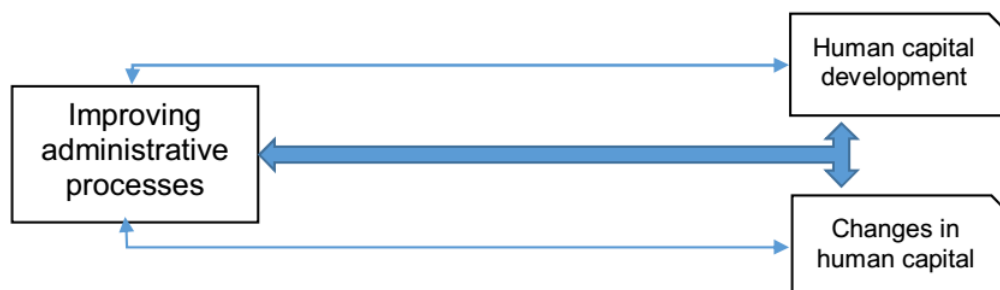 Human capital
development
Improving
administrative
processes
Changes in
human capital